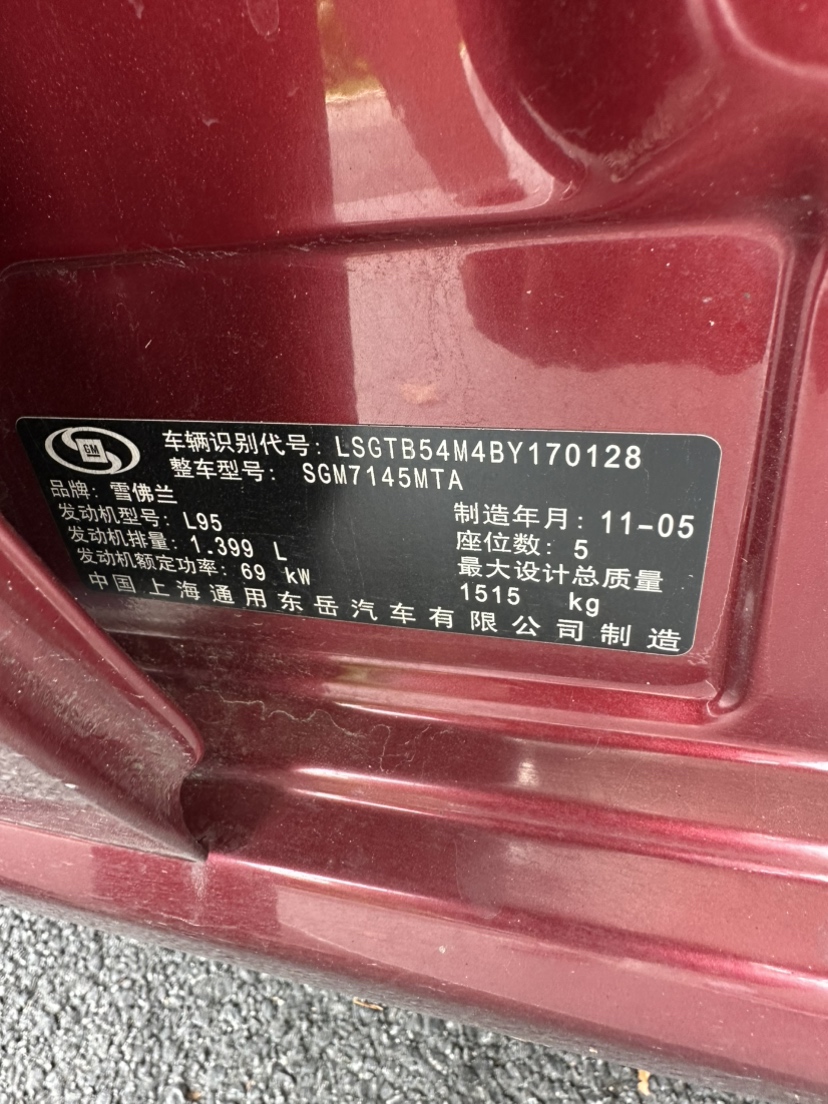 GM
车辆识别代号: LSGTB54M4BY170128
整车型号: SGM7145MTA
品牌: 雪佛兰
发动机型号: L95
发动机排量: 1.399 L
发动机额定功率: 69 kW
制造年月: 11-05
座位数: 5
最大设计总质量
1515 kg
中国上海通用东岳汽车有限公司制造